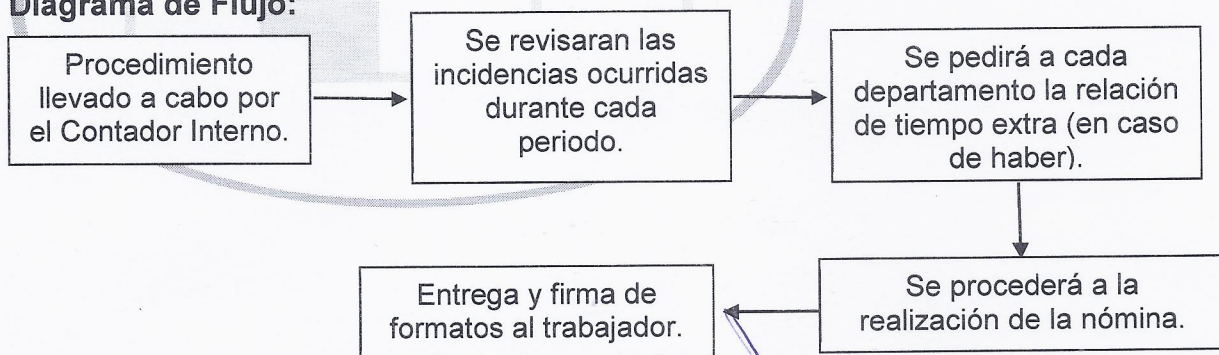 Diagrama de Flujo:
Procedimiento
llevado a cabo por
el Contador Interno.
Se revisaran las
incidencias ocurridas
durante cada
periodo.
Se pedirá a cada
departamento la relación
de tiempo extra (en caso
de haber).
Se procederá a la
realización de la nómina.
Entrega y firma de
formatos al trabajador.